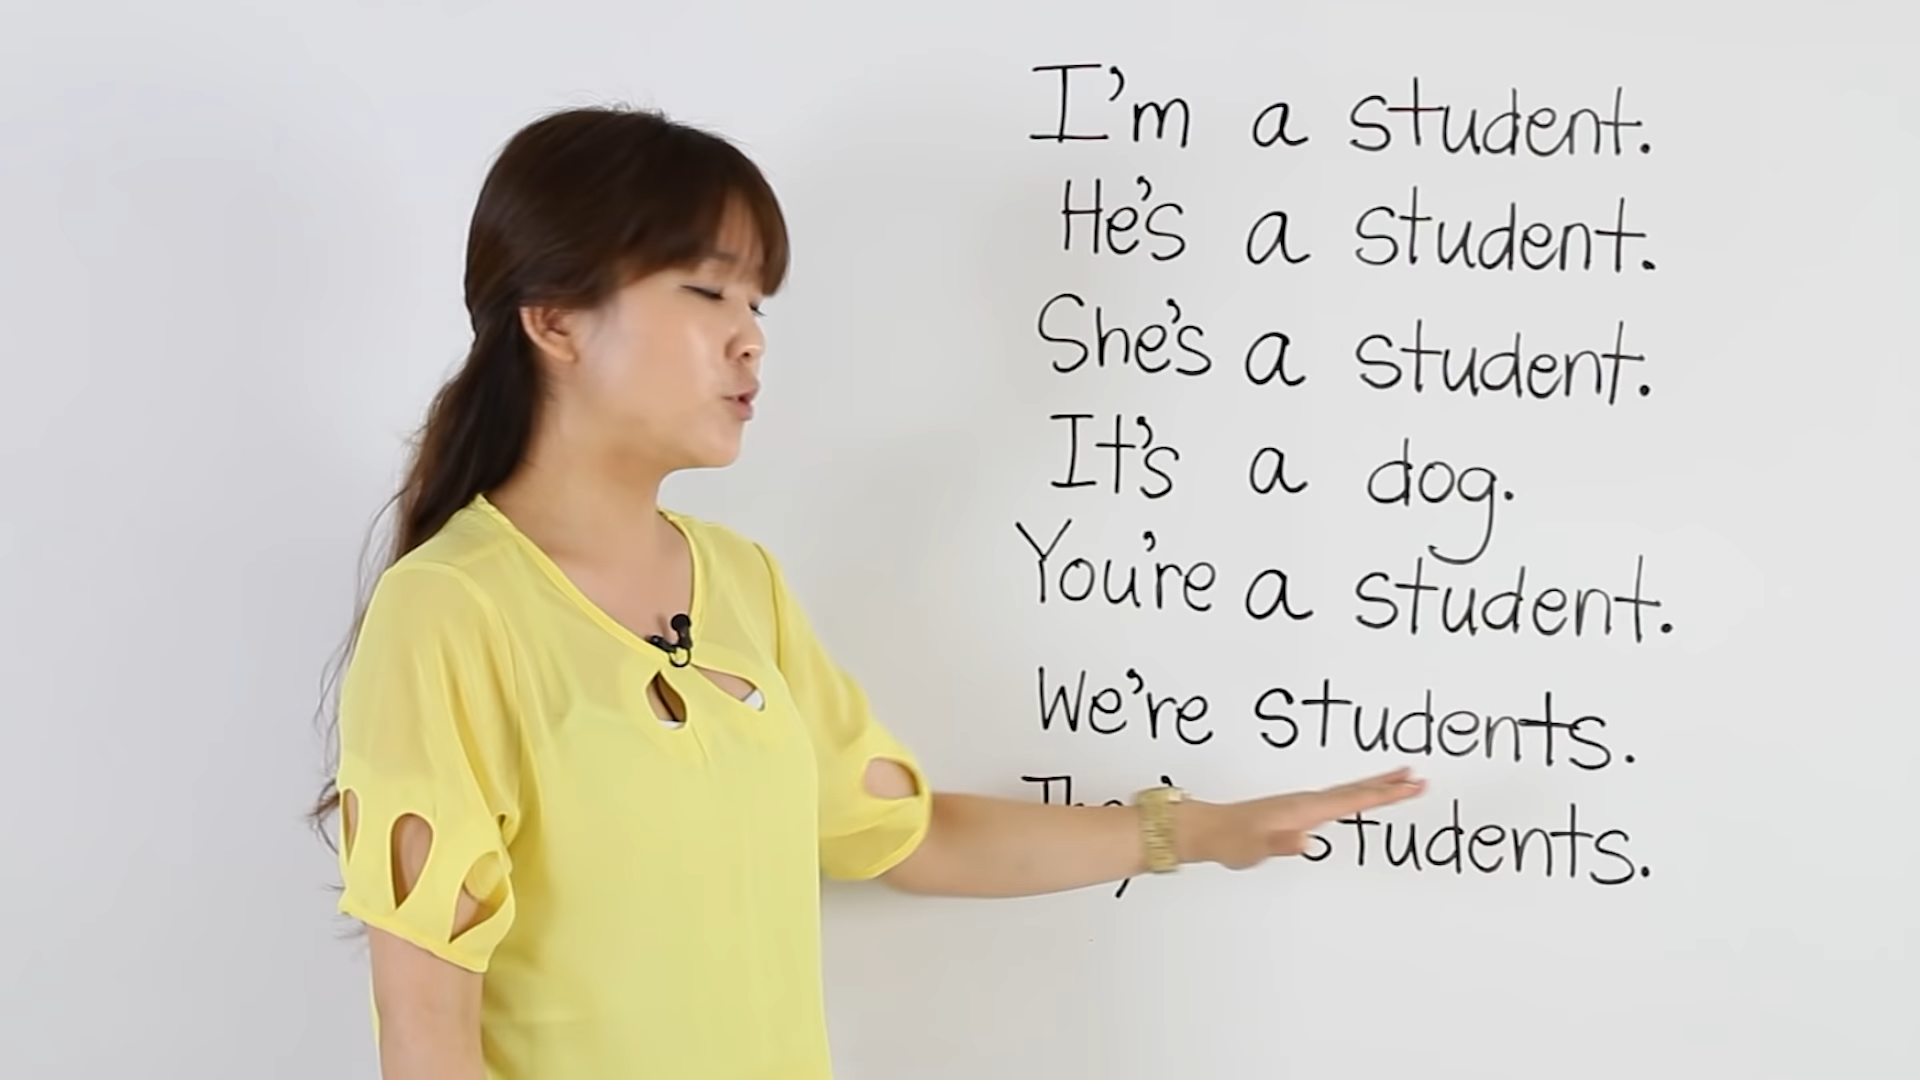 I'm a student.
He's a student.
She's a student.
It's a dog.
You're a student.
We're students.
students.